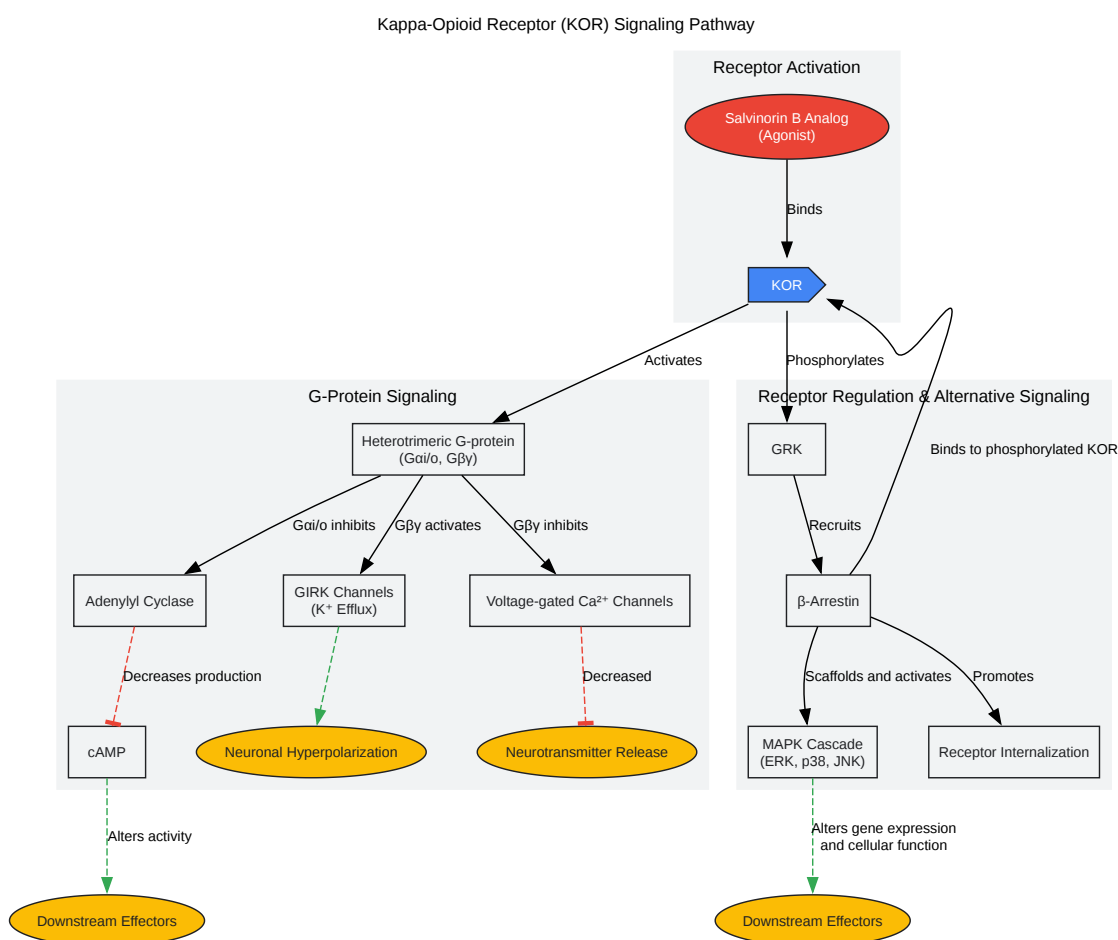 Kappa-Opioid Receptor (KOR) Signaling Pathway
Receptor Activation
Salvinorin B Analog
(Agonist)
Binds
KOR
Activates
Phosphorylates
G-Protein Signaling
Receptor Regulation & Alternative Signaling
Heterotrimeric G-protein
(Gαi/o, Gβγ)
GRK
Binds to phosphorylated KOR
Gαi/o inhibits
Gβγ activates
Gβγ inhibits
Recruits
Adenylyl Cyclase
GIRK Channels
(K⁺ Efflux)
Voltage-gated Ca²⁺ Channels
β-Arrestin
Decreases production
Decreased
Scaffolds and activates
Promotes
cAMP
Neuronal Hyperpolarization
Neurotransmitter Release
MAPK Cascade
(ERK, p38, JNK)
Receptor Internalization
Alters activity
Alters gene expression
and cellular function
Downstream Effectors
Downstream Effectors